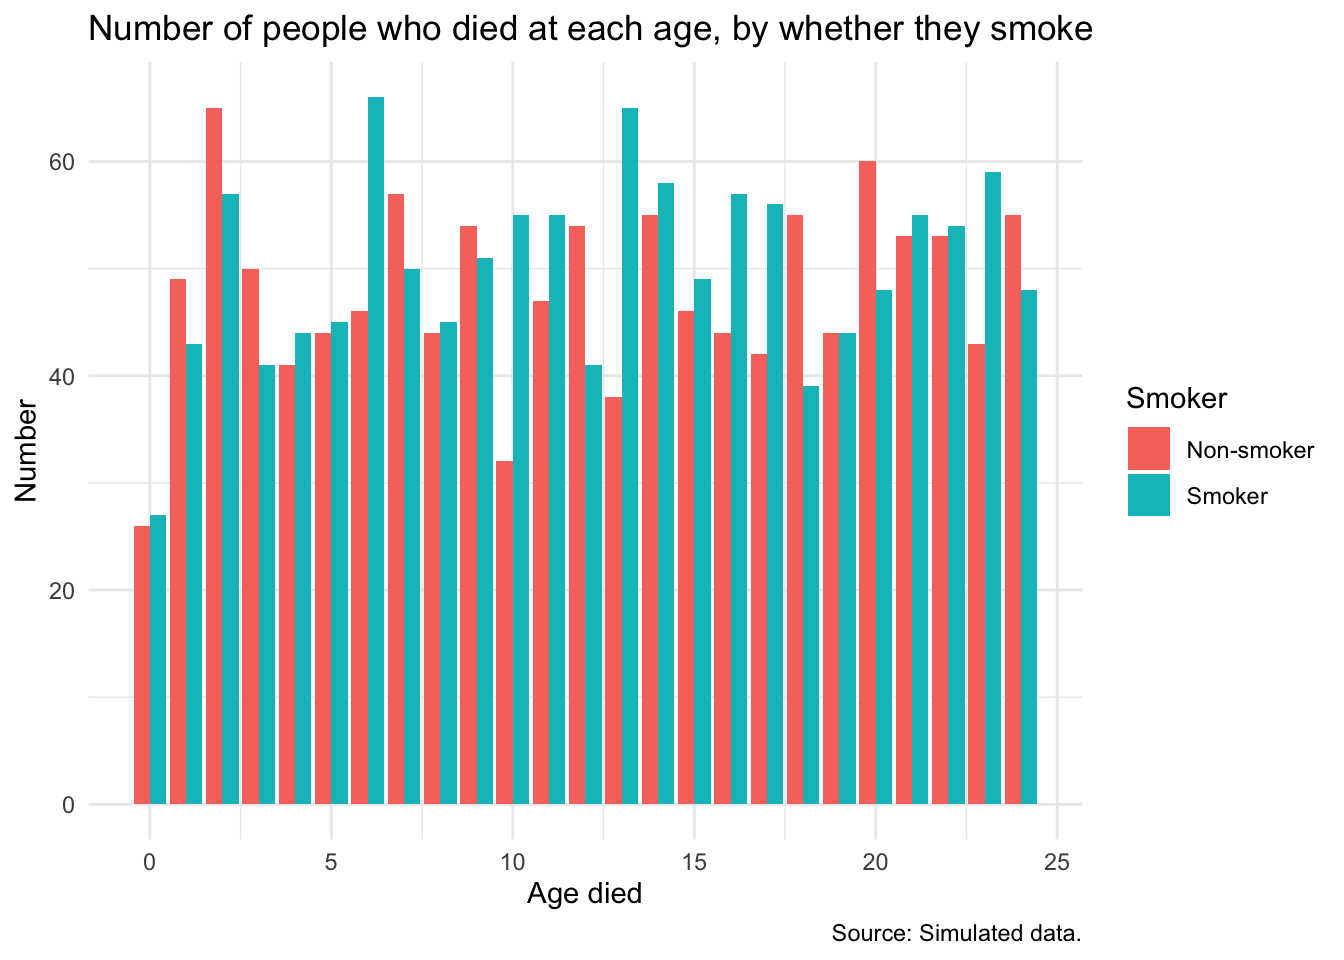 Number of people who died at each age, by whether they smoke
Number
60
40
20
0
0 5 10 15 20 25
Age died
Smoker
Non-smoker
Smoker
Source: Simulated data.